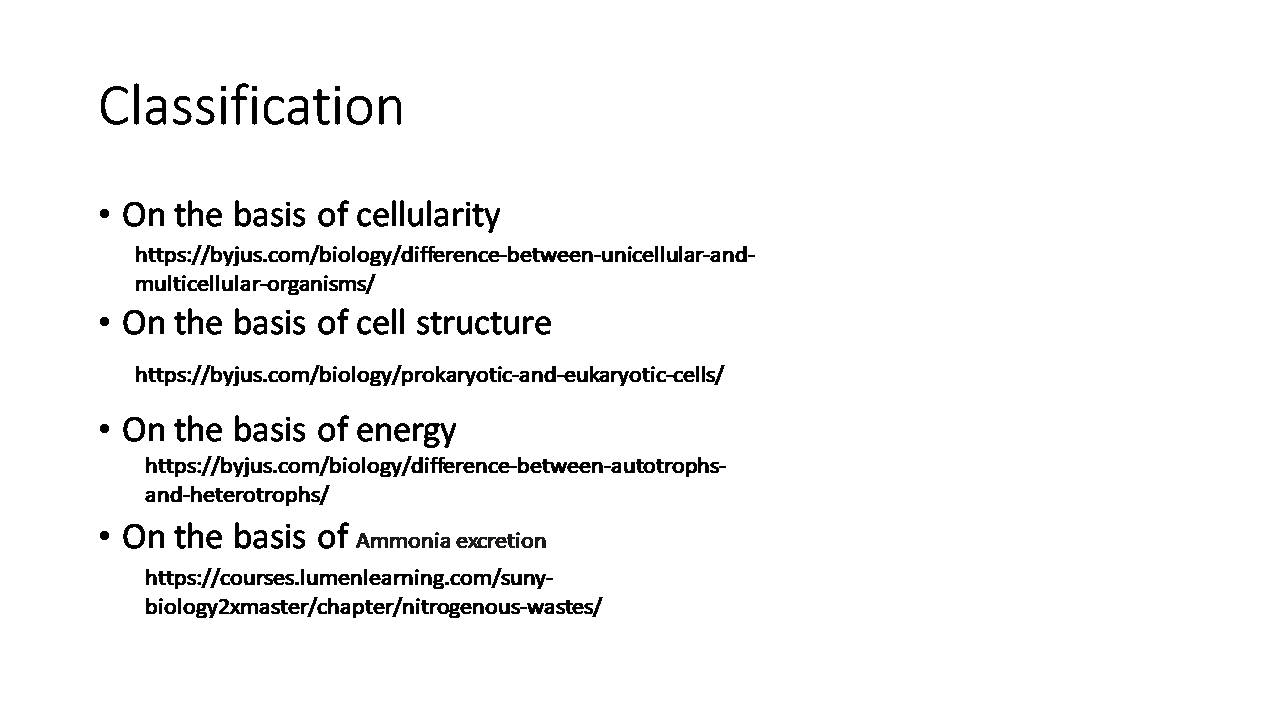 Classification
• On the basis of cellularity
https://byjus.com/biology/difference-between-unicellular-and-
multicellular-organisms/
• On the basis of cell structure
https://byjus.com/biology/prokaryotic-and-eukaryotic-cells/
• On the basis of energy
https://byjus.com/biology/difference-between-autotrophs-
and-heterotrophs/
• On the basis of Ammonia excretion
https://courses.lumenlearning.com/suny-
biology2xmaster/chapter/nitrogenous-wastes/